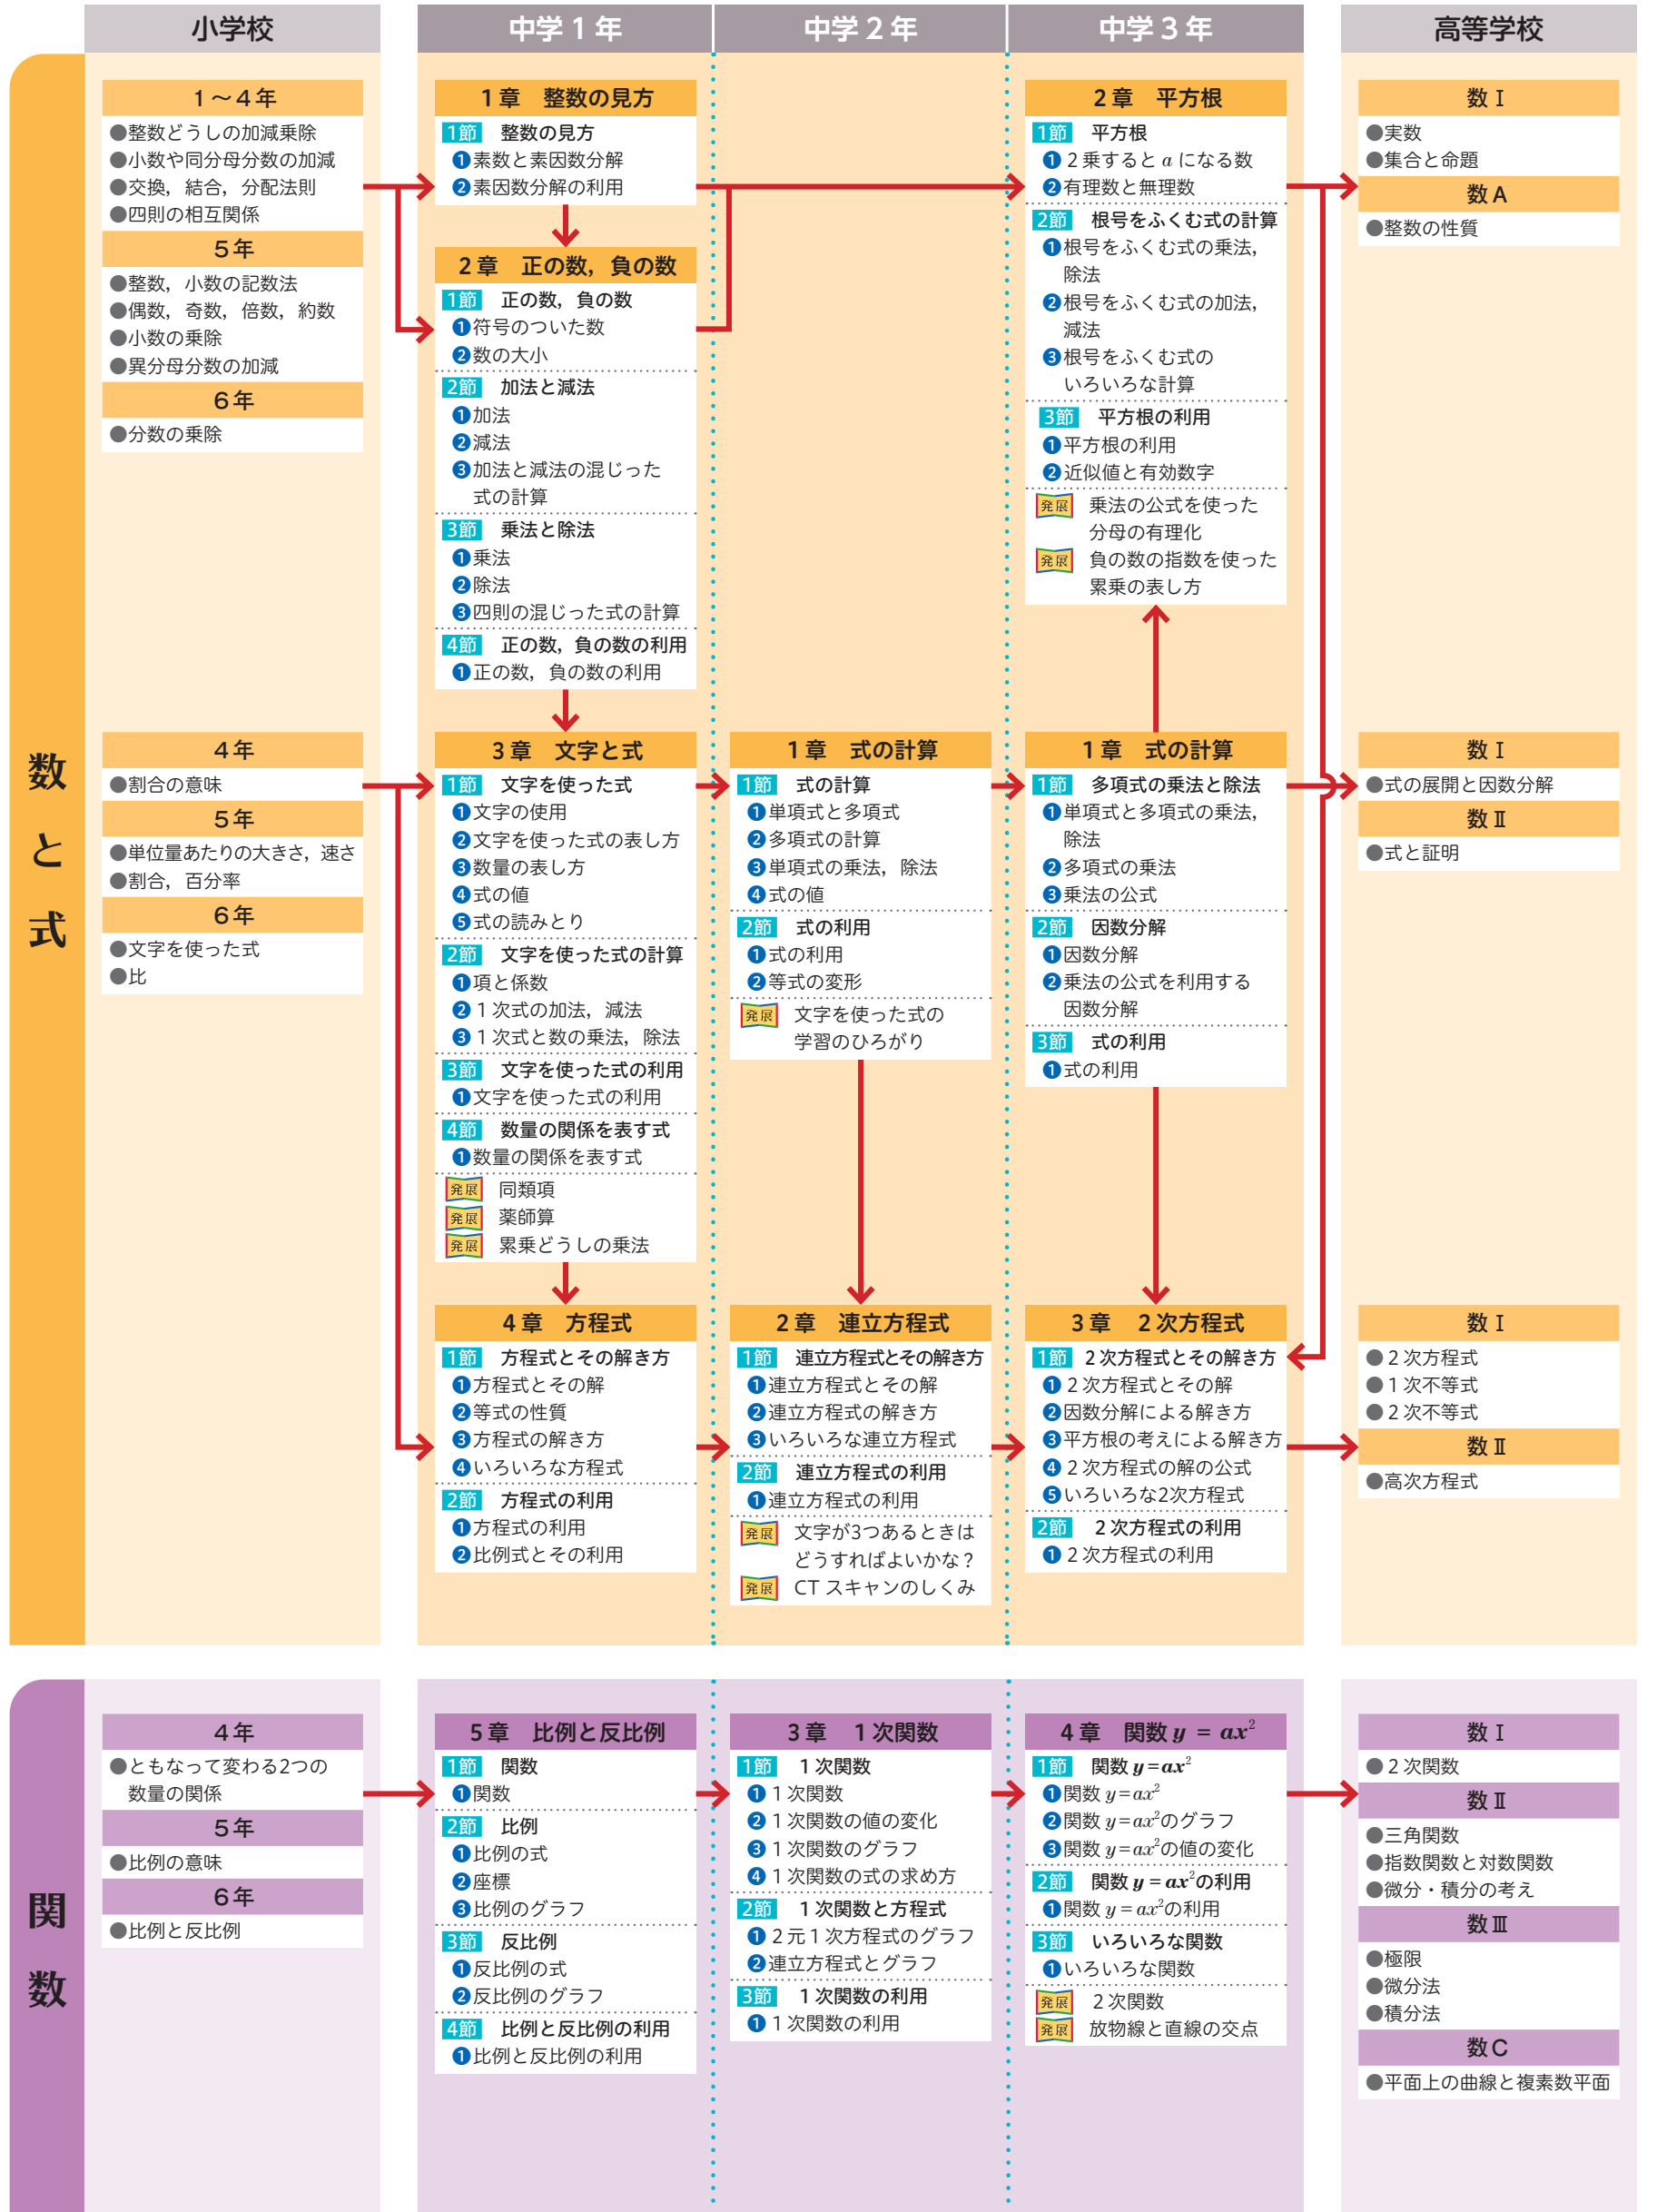 小学校
中学 1 年
中学 2 年
中学 3 年
高等学校
数と式
1～4年
●整数どうしの加減乗除
●小数や同分母分数の加減
●交換，結合，分配法則
●四則の相互関係
5年
●整数，小数の記数法
●偶数，奇数，倍数，約数
●小数の乗除
●異分母分数の加減
6年
●分数の乗除
1章　整数の見方
1節　整数の見方
❶素数と素因数分解
❷素因数分解の利用
2章　正の数，負の数
1節　正の数，負の数
❶符号のついた数
❷数の大小
2節　加法と減法
❶加法
❷減法
❸加法と減法の混じった
式の計算
3節　乗法と除法
❶乗法
❷除法
❸四則の混じった式の計算
4節　正の数，負の数の利用
❶正の数，負の数の利用
2章　平方根
1節　平方根
❶2乗すると a になる数
❷有理数と無理数
2節　根号をふくむ式の計算
❶根号をふくむ式の乗法，
除法
❷根号をふくむ式の加法，
減法
❸根号をふくむ式の
いろいろな計算
3節　平方根の利用
❶平方根の利用
❷近似値と有効数字
発展　乗法の公式を使った
分母の有理化
発展　負の数の指数を使った
累乗の表し方
数Ⅰ
●実数
●集合と命題
数A
●整数の性質
4年
●割合の意味
5年
●単位量あたりの大きさ，速さ
●割合，百分率
6年
●文字を使った式
●比
3章　文字と式
1節　文字を使った式
❶文字の使用
❷文字を使った式の表し方
❸数量の表し方
❹式の値
❺式の読みとり
2節　文字を使った式の計算
❶項と係数
❷1次式の加法，減法
❸1次式と数の乗法，除法
3節　文字を使った式の利用
❶文字を使った式の利用
4節　数量の関係を表す式
❶数量の関係を表す式
発展　同類項
発展　薬師算
発展　累乗どうしの乗法
1章　式の計算
1節　式の計算
❶単項式と多項式
❷多項式の計算
❸単項式の乗法，除法
❹式の値
2節　式の利用
❶式の利用
❷等式の変形
発展　文字を使った式の
学習のひろがり
1章　式の計算
1節　多項式の乗法と除法
❶単項式と多項式の乗法，
除法
❷多項式の乗法
❸乗法の公式
2節　因数分解
❶因数分解
❷乗法の公式を利用する
因数分解
3節　式の利用
❶式の利用
数Ⅰ
●式の展開と因数分解
数Ⅱ
●式と証明
4章　方程式
1節　方程式とその解き方
❶方程式とその解
❷等式の性質
❸方程式の解き方
❹いろいろな方程式
2節　方程式の利用
❶方程式の利用
❷比例式とその利用
2章　連立方程式
1節　連立方程式とその解き方
❶連立方程式とその解
❷連立方程式の解き方
❸いろいろな連立方程式
2節　連立方程式の利用
❶連立方程式の利用
発展　文字が3つあるときは
どうすればよいかな？
発展　CT スキャンのしくみ
3章　2次方程式
1節　2次方程式とその解き方
❶2次方程式とその解
❷因数分解による解き方
❸平方根の考えによる解き方
❹2次方程式の解の公式
❺いろいろな2次方程式
2節　2次方程式の利用
❶2次方程式の利用
数Ⅰ
●2次方程式
●1次不等式
●2次不等式
数Ⅱ
●高次方程式
関数
4年
●ともなって変わる2つの
数量の関係
5年
●比例の意味
6年
●比例と反比例
5章　比例と反比例
1節　関数
❶関数
2節　比例
❶比例の式
❷座標
❸比例のグラフ
3節　反比例
❶反比例の式
❷反比例のグラフ
4節　比例と反比例の利用
❶比例と反比例の利用
3章　1次関数
1節　1次関数
❶1次関数
❷1次関数の値の変化
❸1次関数のグラフ
❹1次関数の式の求め方
2節　1次関数と方程式
❶2元1次方程式のグラフ
❷連立方程式とグラフ
3節　1次関数の利用
❶1次関数の利用
4章　関数 y = ax²
1節　関数 y=ax²
❶関数 y=ax²
❷関数 y=ax²のグラフ
❸関数 y=ax²の値の変化
2節　関数 y=ax²の利用
❶関数 y=ax²の利用
3節　いろいろな関数
❶いろいろな関数
発展　2次関数
発展　放物線と直線の交点
数Ⅰ
●2次関数
数Ⅱ
●三角関数
●指数関数と対数関数
●微分・積分の考え
数Ⅲ
●極限
●微分法
●積分法
数C
●平面上の曲線と複素数平面